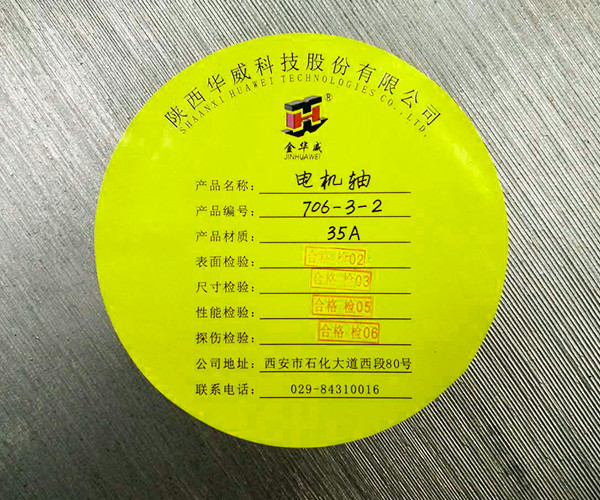 陕西华威科技股份有限公司
SHAANXI HUAWEI TECHNOLOGIES CO.,LTD.
®
金华威
JINHUAWEI
产品名称: 电机轴
产品编号: 706-3-2
产品材质: 35A
表面检验: 合格 检02
尺寸检验: 合格 检03
性能检验: 合格 检05
探伤检验: 合格 检06
公司地址: 西安市石化大道西段80号
联系电话: 029-84310016